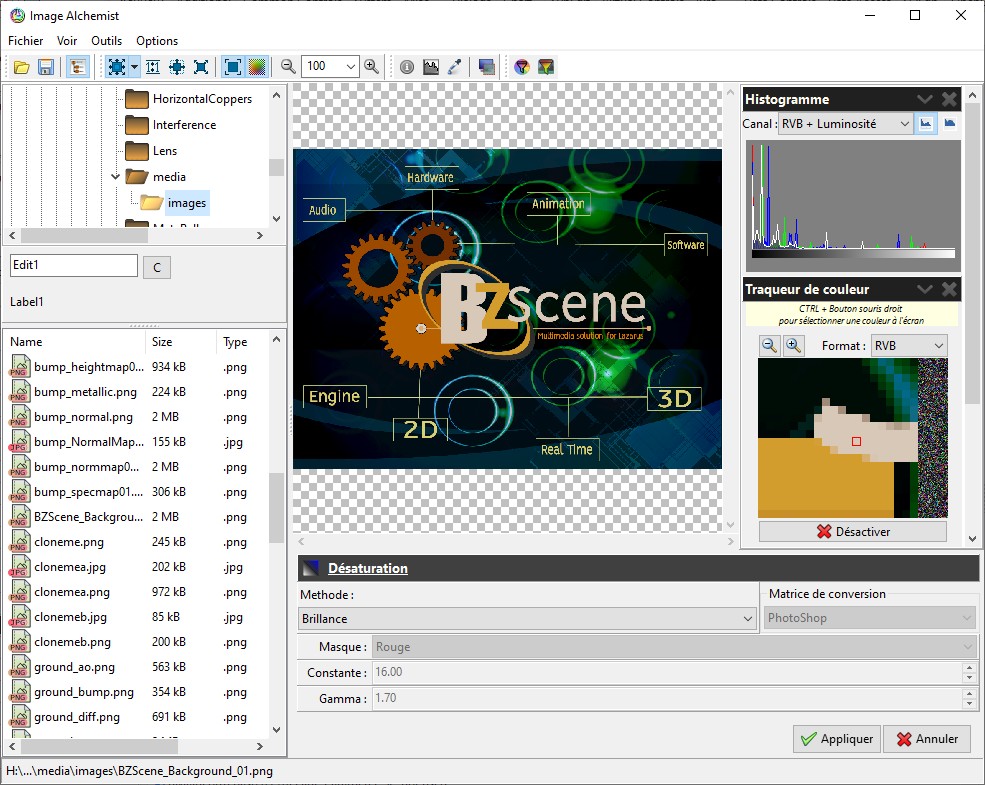 Image Alchemist
Fichier Voir Outils Options
100
HorizontalCoppers
Interference
Lens
media
images
Edit1
C
Label1
Name Size Type
bump_heightmap0... 934 kB .png
bump_metallic.png 224 kB .png
bump_normal.png 2 MB .png
bump_NormalMap... 155 kB .jpg
bump_normmap0... 2 MB .png
bump_specmap01.... 306 kB .png
BZScene_Backgrou... 2 MB .png
cloneme.png 245 kB .png
clonemea.jpg 202 kB .jpg
clonemea.png 972 kB .png
clonemeb.jpg 85 kB .jpg
clonemeb.png 200 kB .png
ground_ao.png 563 kB .png
ground_bump.png 354 kB .png
ground_diff.png 691 kB .png
Hardware
Audio
Animation
Software
BZScene
Multimedia solution for Lazarus
Engine
3D
2D
Real Time
Histogramme
Canal : RVB + Luminosité
Traqueur de couleur
CTRL + Bouton souris droit
pour sélectionner une couleur à l'écran
Format : RVB
Désactiver
Désaturation
Methode :
Brillance
Matrice de conversion
PhotoShop
Masque : Rouge
Constante : 16.00
Gamma : 1.70
Appliquer Annuler
H:\...\media\images\BZScene_Background_01.png